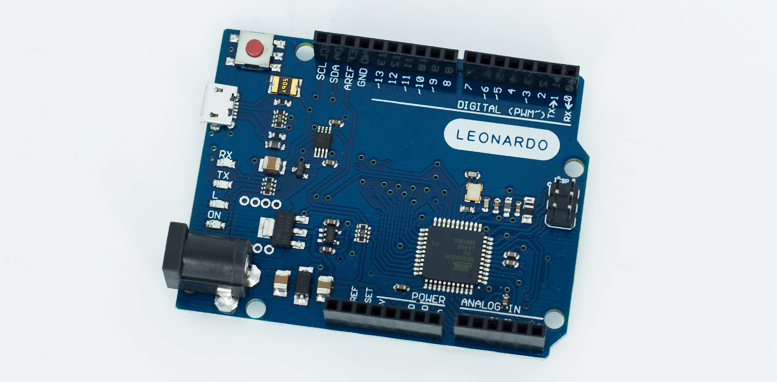 SCL
SDA
AREF
GND
~13
12
~11
~10
~9
8
7
~6
~5
4
~3
2
TX→1
RX←0
DIGITAL (PWM~)
LEONARDO
RX
TX
L
ON
POWER
ANALOG IN